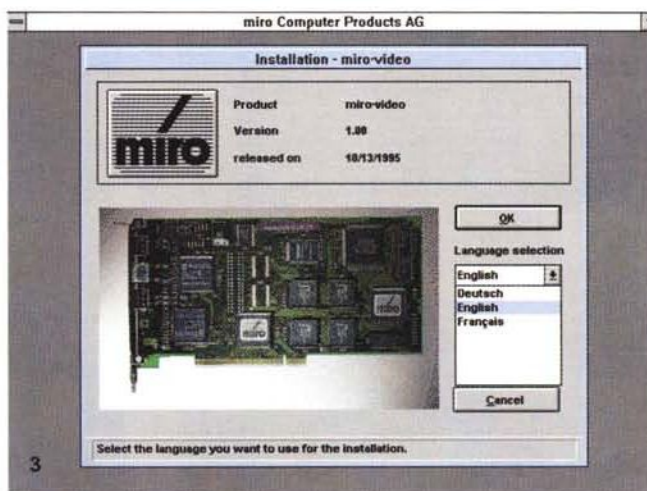 miro Computer Products AG
Installation - miro-video
miro
Product miro-video
Version 1.00
released on 10/13/1995
OK
Language selection
English
Deutsch
English
Français
miro
miro
Cancel
Select the language you want to use for the installation.
3